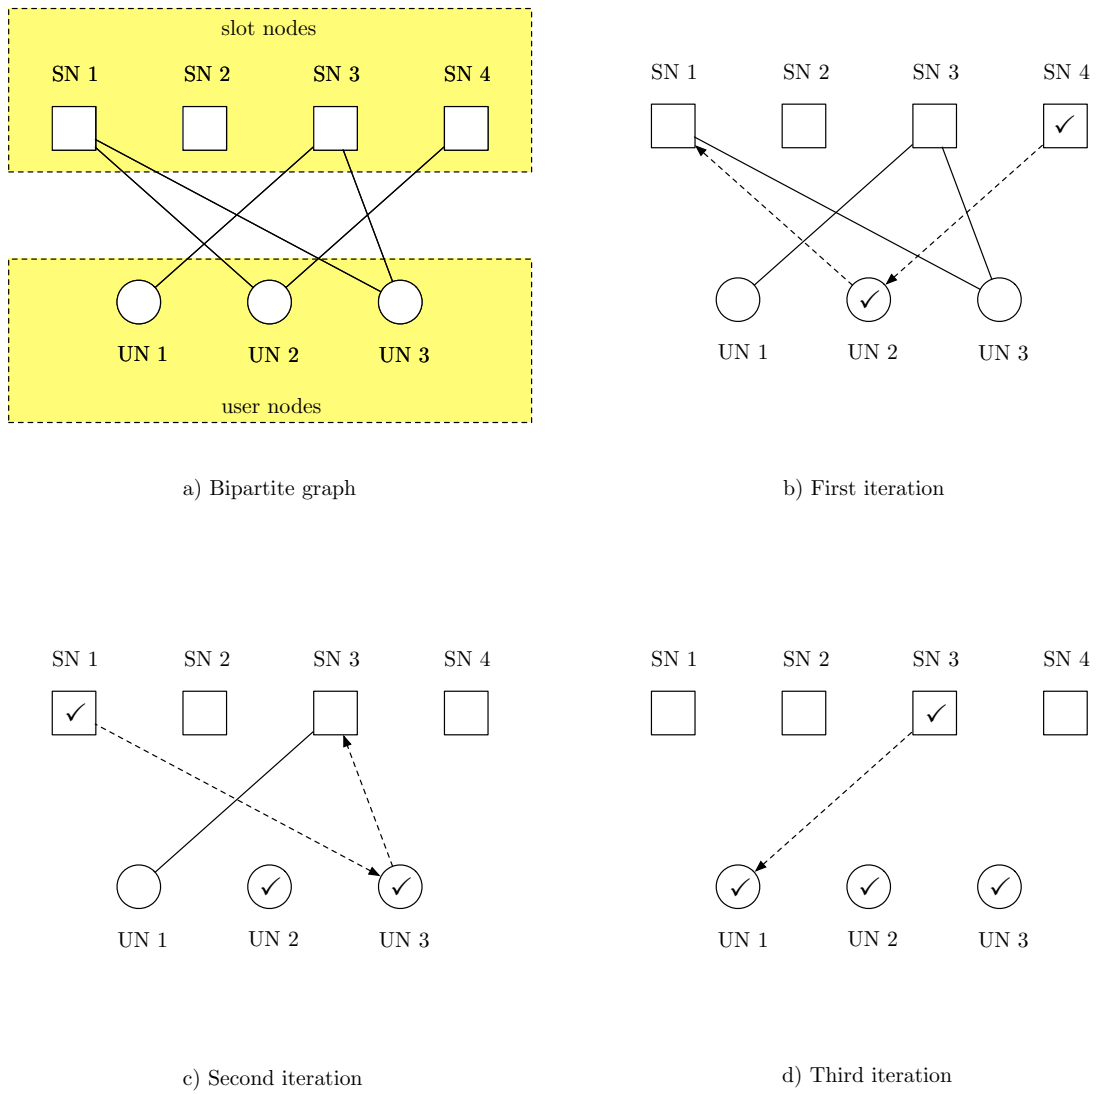 slot nodes
SN 1 SN 2 SN 3 SN 4
UN 1 UN 2 UN 3
user nodes
a) Bipartite graph
SN 1 SN 2 SN 3 SN 4
✓
✓
UN 1 UN 2 UN 3
b) First iteration
SN 1 SN 2 SN 3 SN 4
✓
✓ ✓
UN 1 UN 2 UN 3
c) Second iteration
SN 1 SN 2 SN 3 SN 4
✓
✓ ✓ ✓
UN 1 UN 2 UN 3
d) Third iteration